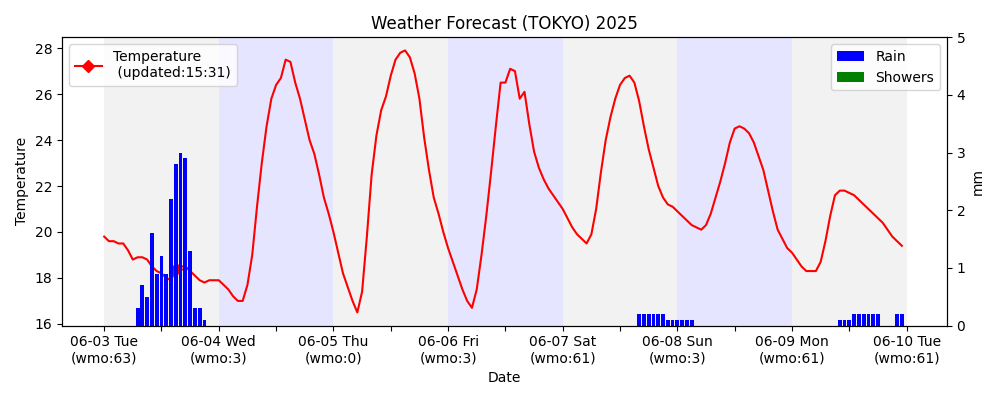 Weather Forecast (TOKYO) 2025
Temperature
(updated:15:31)
Rain
Showers
28
26
24
22
20
18
16
Temperature
5
4
3
2
1
0
mm
06-03 Tue 06-04 Wed 06-05 Thu 06-06 Fri 06-07 Sat 06-08 Sun 06-09 Mon 06-10 Tue
(wmo:63) (wmo:3) (wmo:0) (wmo:3) (wmo:61) (wmo:3) (wmo:61) (wmo:61)
Date